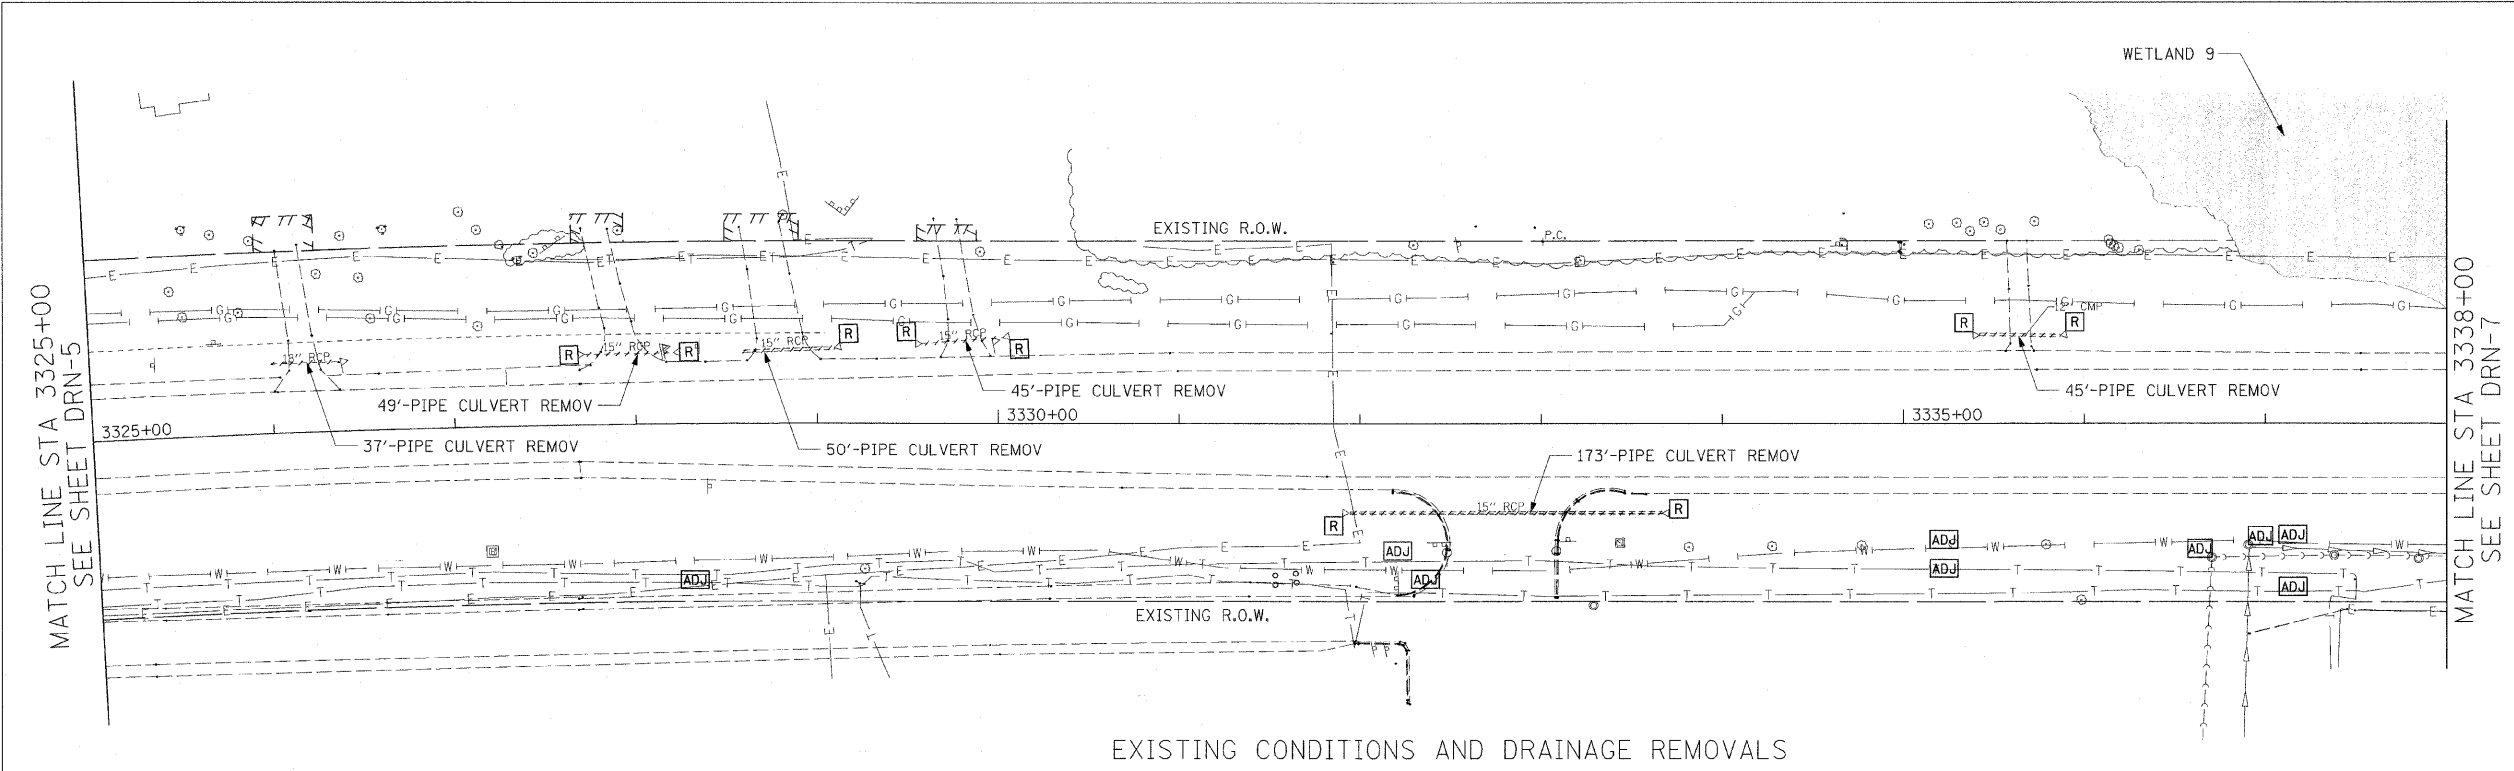 WETLAND 9
EXISTING R.O.W.
P.C.
MATCH LINE STA 3325+00
SEE SHEET DRN-5
MATCH LINE STA 3338+00
SEE SHEET DRN-7
12" CMP
R
R
R
R
R
R
R
R
15" RCP
15" RCP
15" RCP
49'-PIPE CULVERT REMOV
45'-PIPE CULVERT REMOV
45'-PIPE CULVERT REMOV
3325+00
3330+00
3335+00
37'-PIPE CULVERT REMOV
50'-PIPE CULVERT REMOV
173'-PIPE CULVERT REMOV
15" RCP
R
R
ADJ
ADJ
ADJ
ADJ
ADJ
ADJ
ADJ
ADJ
ADJ
EXISTING R.O.W.
EXISTING CONDITIONS AND DRAINAGE REMOVALS